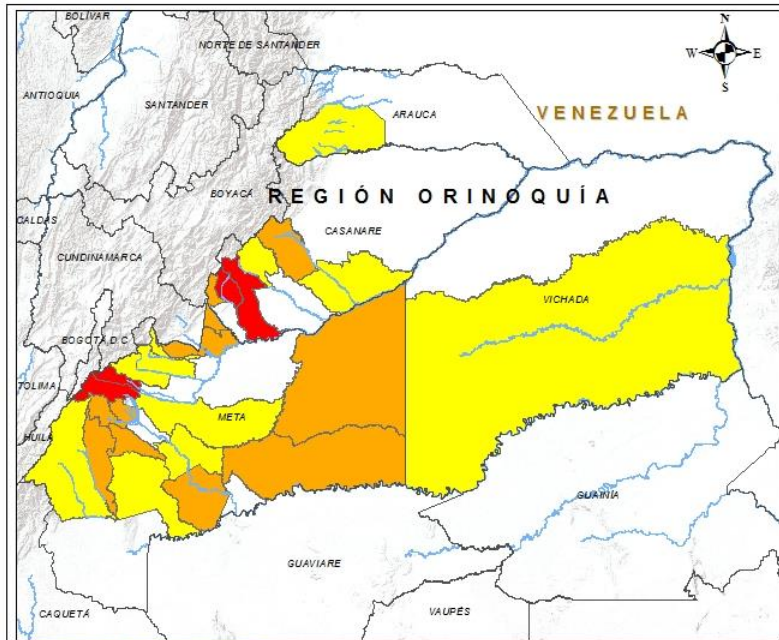 BOLÍVAR
N
NORTE DE SANTANDER
W
E
S
ANTIOQUIA
SANTANDER
ARAUCA
VENEZUELA
BOYACÁ
REGIÓN ORINOQUÍA
CALDAS
CASANARE
CUNDINAMARCA
VICHADA
BOGOTÁ D.C
TOLIMA
META
HUILA
GUAINÍA
GUAVIARE
CAQUETÁ
VAUPÉS